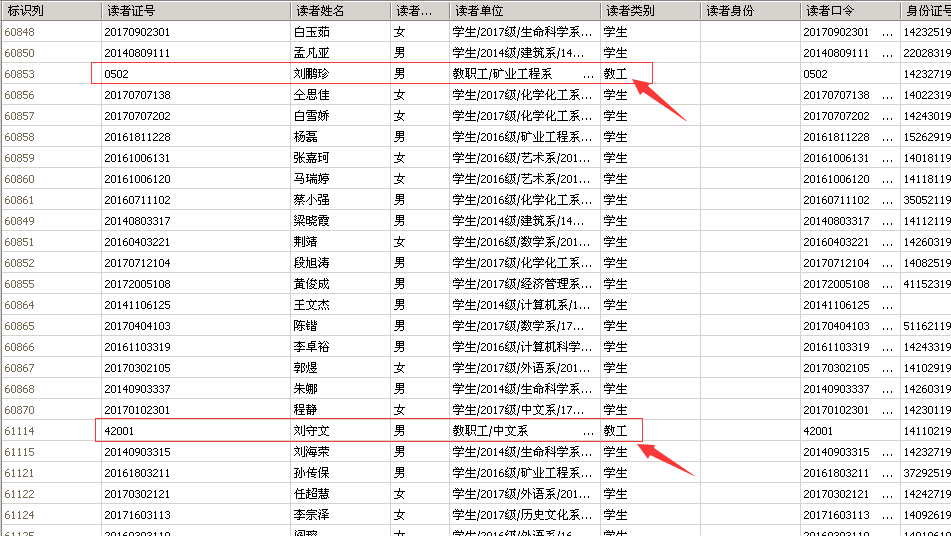 标识列 读者证号 读者姓名 读者... 读者单位 读者类别 读者身份 读者口令 身份证号
60848 20170902301 白玉茹 女 学生/2017级/生命科学系... 学生 20170902301 ... 14232519
60850 20140809111 孟凡亚 男 学生/2014级/建筑系/14... 学生 20140809111 ... 22028319
60853 0502 刘鹏珍 男 教职工/矿业工程系 ... 教工 0502 14232719
60856 20170707138 仝思佳 女 学生/2017级/化学化工系... 学生 20170707138 ... 14022319
60857 20170707202 白雪娇 女 学生/2017级/化学化工系... 学生 20170707202 ... 14243019
60858 20161811228 杨磊 男 学生/2016级/矿业工程系... 学生 20161811228 ... 15262919
60859 20161006131 张嘉珂 女 学生/2016级/艺术系/201... 学生 20161006131 ... 14018119
60860 20161006120 马瑞婷 女 学生/2016级/艺术系/201... 学生 20161006120 ... 14118119
60861 20160711102 蔡小强 男 学生/2016级/化学化工系... 学生 20160711102 ... 35052119
60849 20140803317 梁晓霞 男 学生/2014级/建筑系/14... 学生 20140803317 ... 14112119
60851 20160403221 荆靖 女 学生/2016级/数学系/201... 学生 20160403221 ... 14260319
60852 20170712104 段旭涛 男 学生/2017级/化学化工系... 学生 20170712104 ... 14082519
60855 20172005108 黄俊成 男 学生/2017级/经济管理系... 学生 20172005108 ... 41152319
60864 20141106125 王文杰 男 学生/2014级/计算机系/1... 学生 20141106125 ...
60865 20170404103 陈锴 男 学生/2017级/数学系/17... 学生 20170404103 ... 51162119
60866 20161103319 李卓裕 男 学生/2016级/计算机科学... 学生 20161103319 ... 14243319
60867 20170302105 郭煜 女 学生/2017级/外语系/201... 学生 20170302105 ... 14102919
60868 20140903337 朱娜 男 学生/2014级/生命科学系... 学生 20140903337 ... 14260319
60870 20170102301 程静 女 学生/2017级/中文系/17... 学生 20170102301 ... 14230119
61114 42001 刘守文 男 教职工/中文系 ... 教工 42001 14110219
61115 20140903315 刘海荣 男 学生/2014级/生命科学系... 学生 20140903315 ... 14232719
61121 20161803211 孙传保 男 学生/2016级/矿业工程系... 学生 20161803211 ... 37292519
61122 20170302121 任超慧 女 学生/2017级/外语系/201... 学生 20170302121 ... 14242719
61124 20171603113 李宗泽 女 学生/2017级/历史文化系... 学生 20171603113 ... 14092619